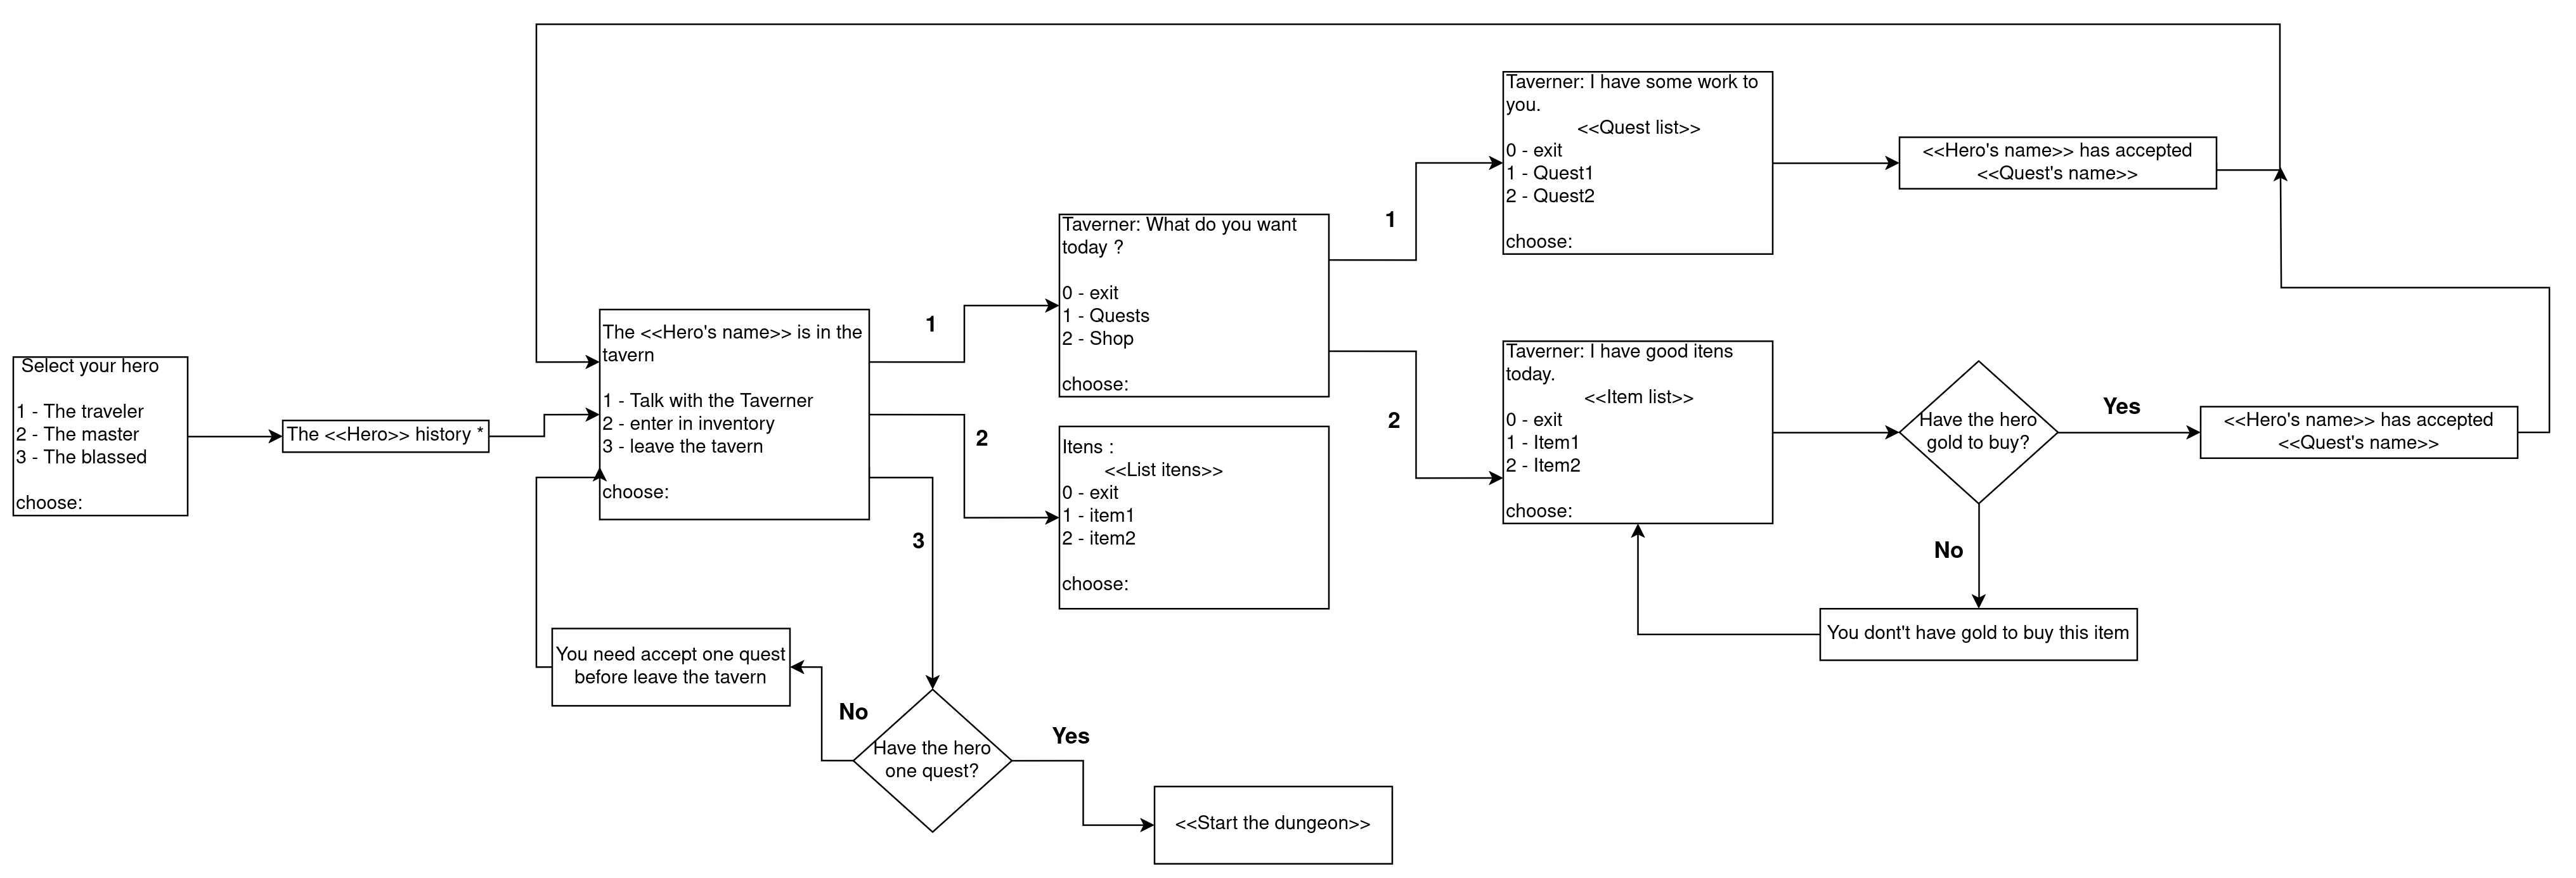 Select your hero
1 - The traveler
2 - The master
3 - The blassed
choose:
The <<Hero>> history *
The <<Hero's name>> is in the
tavern
1 - Talk with the Taverner
2 - enter in inventory
3 - leave the tavern
choose:
1
2
3
Taverner: What do you want
today ?
0 - exit
1 - Quests
2 - Shop
choose:
Itens :
<<List itens>>
0 - exit
1 - item1
2 - item2
choose:
1
2
Taverner: I have some work to
you.
<<Quest list>>
0 - exit
1 - Quest1
2 - Quest2
choose:
<<Hero's name>> has accepted
<<Quest's name>>
Taverner: I have good itens
today.
<<Item list>>
0 - exit
1 - Item1
2 - Item2
choose:
Have the hero
gold to buy?
Yes
<<Hero's name>> has accepted
<<Quest's name>>
No
You dont't have gold to buy this item
You need accept one quest
before leave the tavern
No
Have the hero
one quest?
Yes
<<Start the dungeon>>